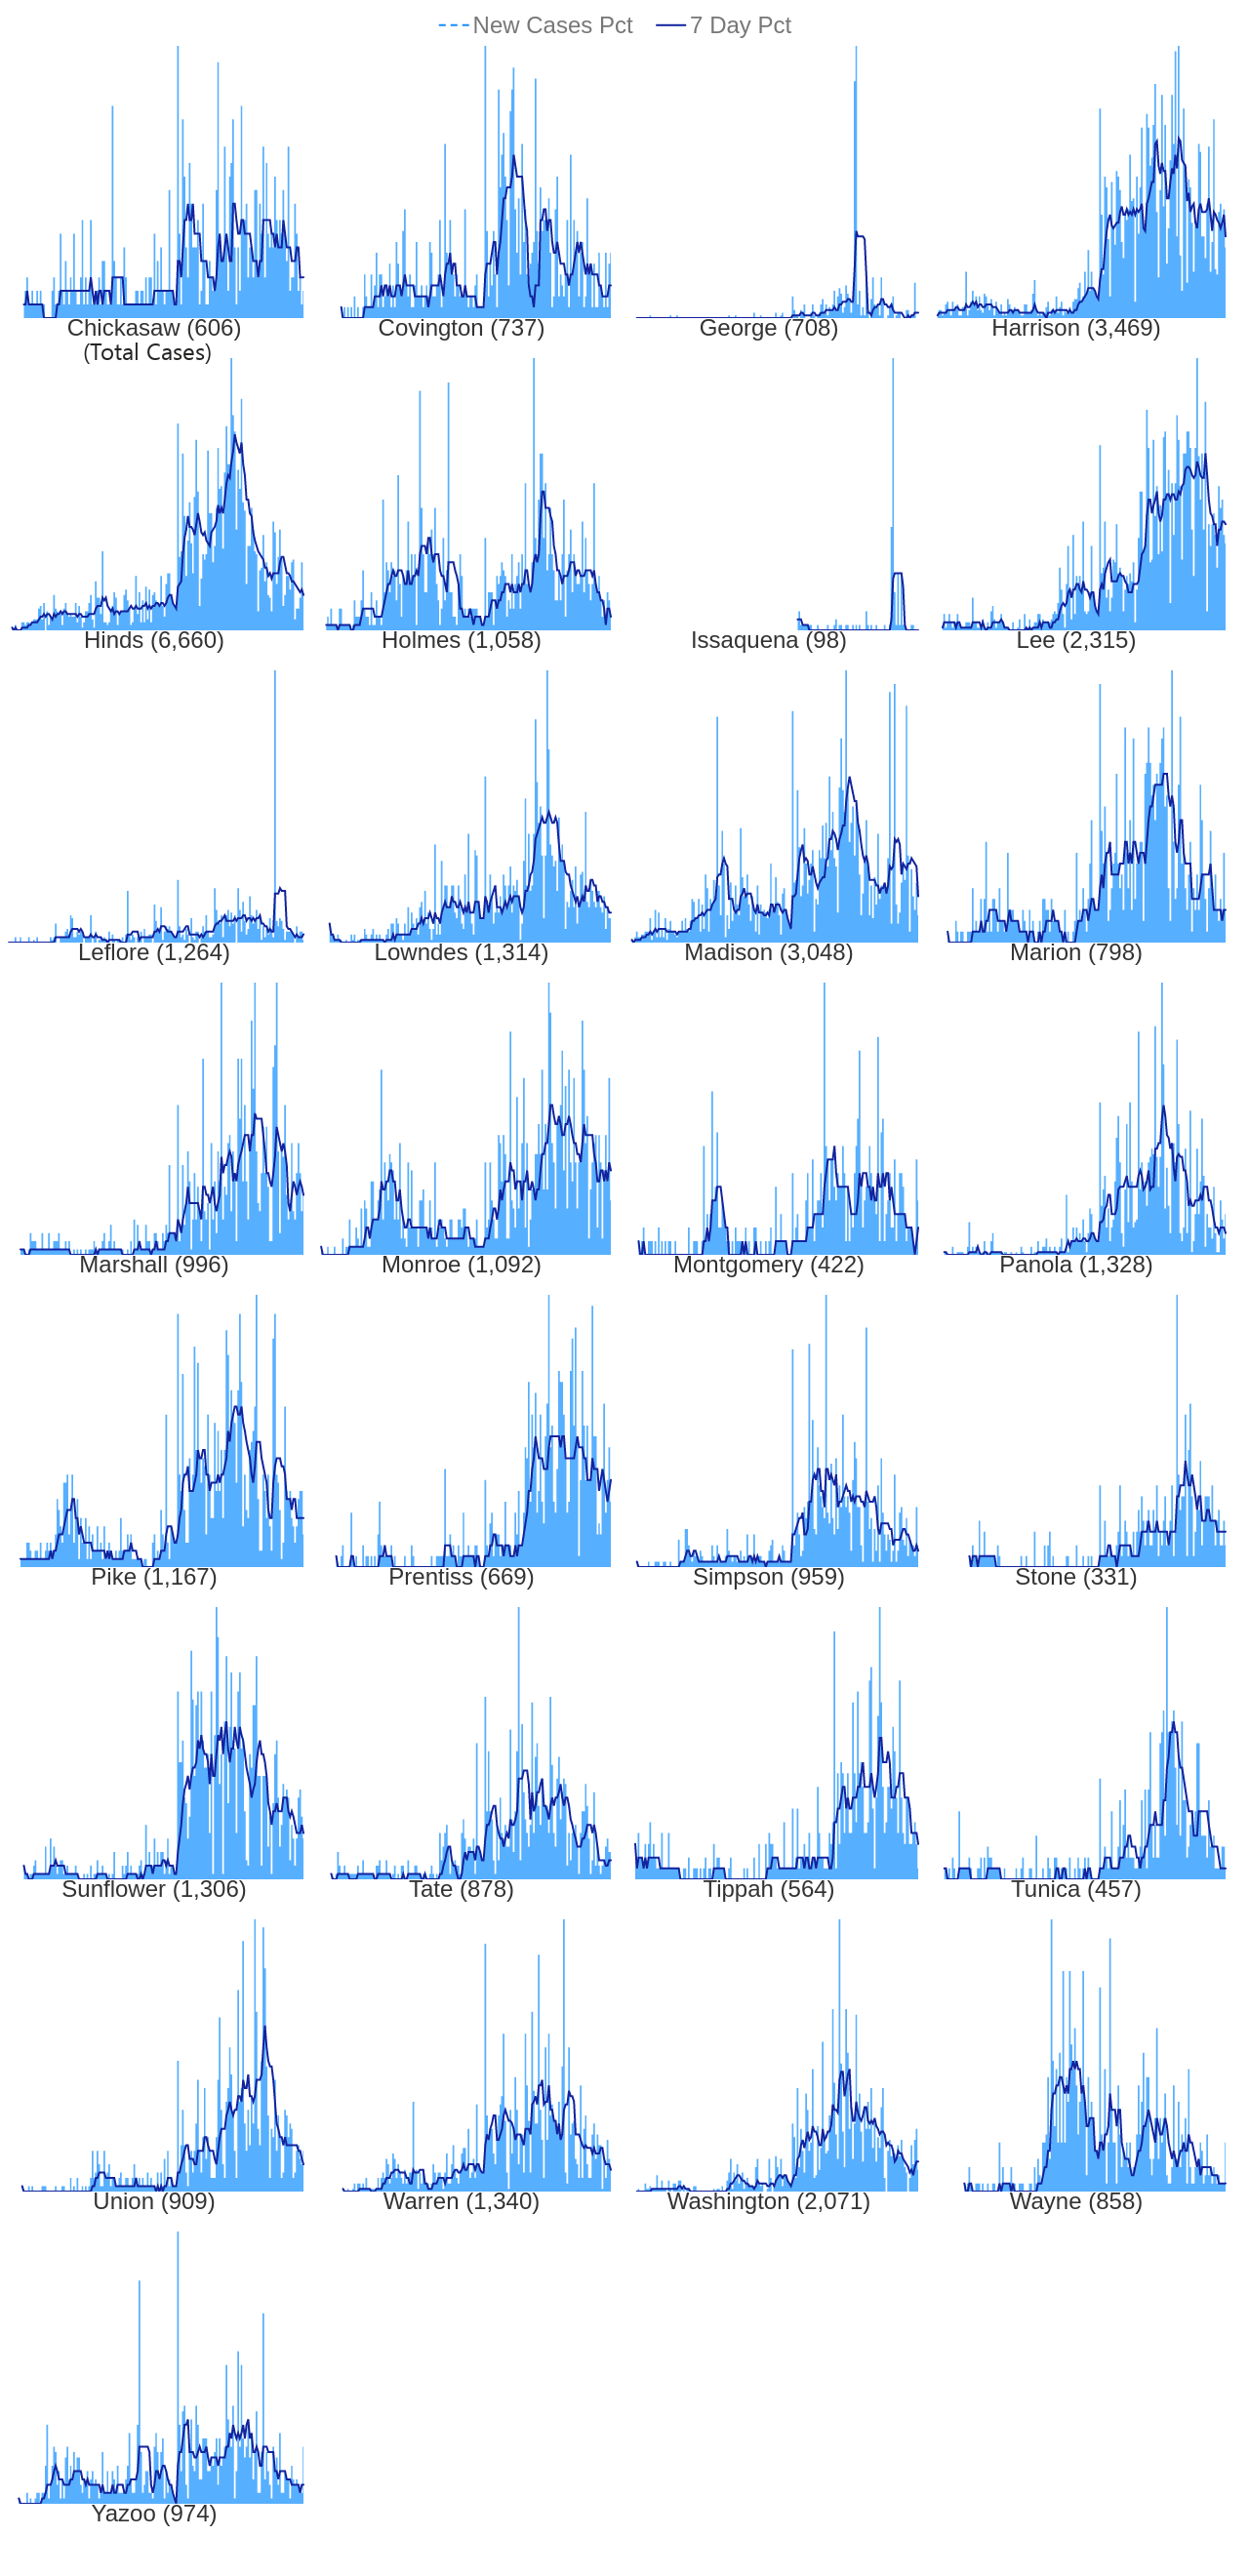 New Cases Pct 7 Day Pct
Chickasaw (606) Covington (737) George (708) Harrison (3,469)
(Total Cases)
Hinds (6,660) Holmes (1,058) Issaquena (98) Lee (2,315)
Leflore (1,264) Lowndes (1,314) Madison (3,048) Marion (798)
Marshall (996) Monroe (1,092) Montgomery (422) Panola (1,328)
Pike (1,167) Prentiss (669) Simpson (959) Stone (331)
Sunflower (1,306) Tate (878) Tippah (564) Tunica (457)
Union (909) Warren (1,340) Washington (2,071) Wayne (858)
Yazoo (974)